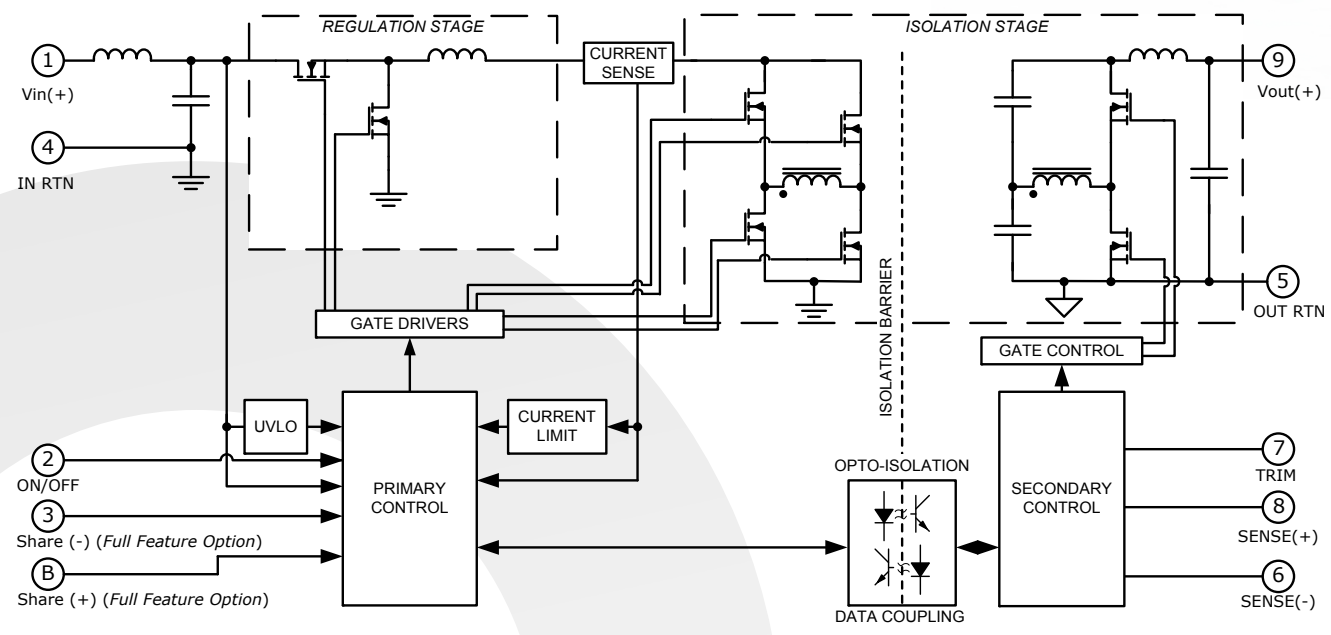 REGULATION STAGE
ISOLATION STAGE
1
Vin(+)
CURRENT
SENSE
9
Vout(+)
4
IN RTN
ISOLATION BARRIER
5
OUT RTN
GATE DRIVERS
GATE CONTROL
UVLO
CURRENT
LIMIT
2
ON/OFF
PRIMARY
CONTROL
OPTO-ISOLATION
SECONDARY
CONTROL
7
TRIM
3
Share (-) (Full Feature Option)
8
SENSE(+)
B
Share (+) (Full Feature Option)
6
SENSE(-)
DATA COUPLING